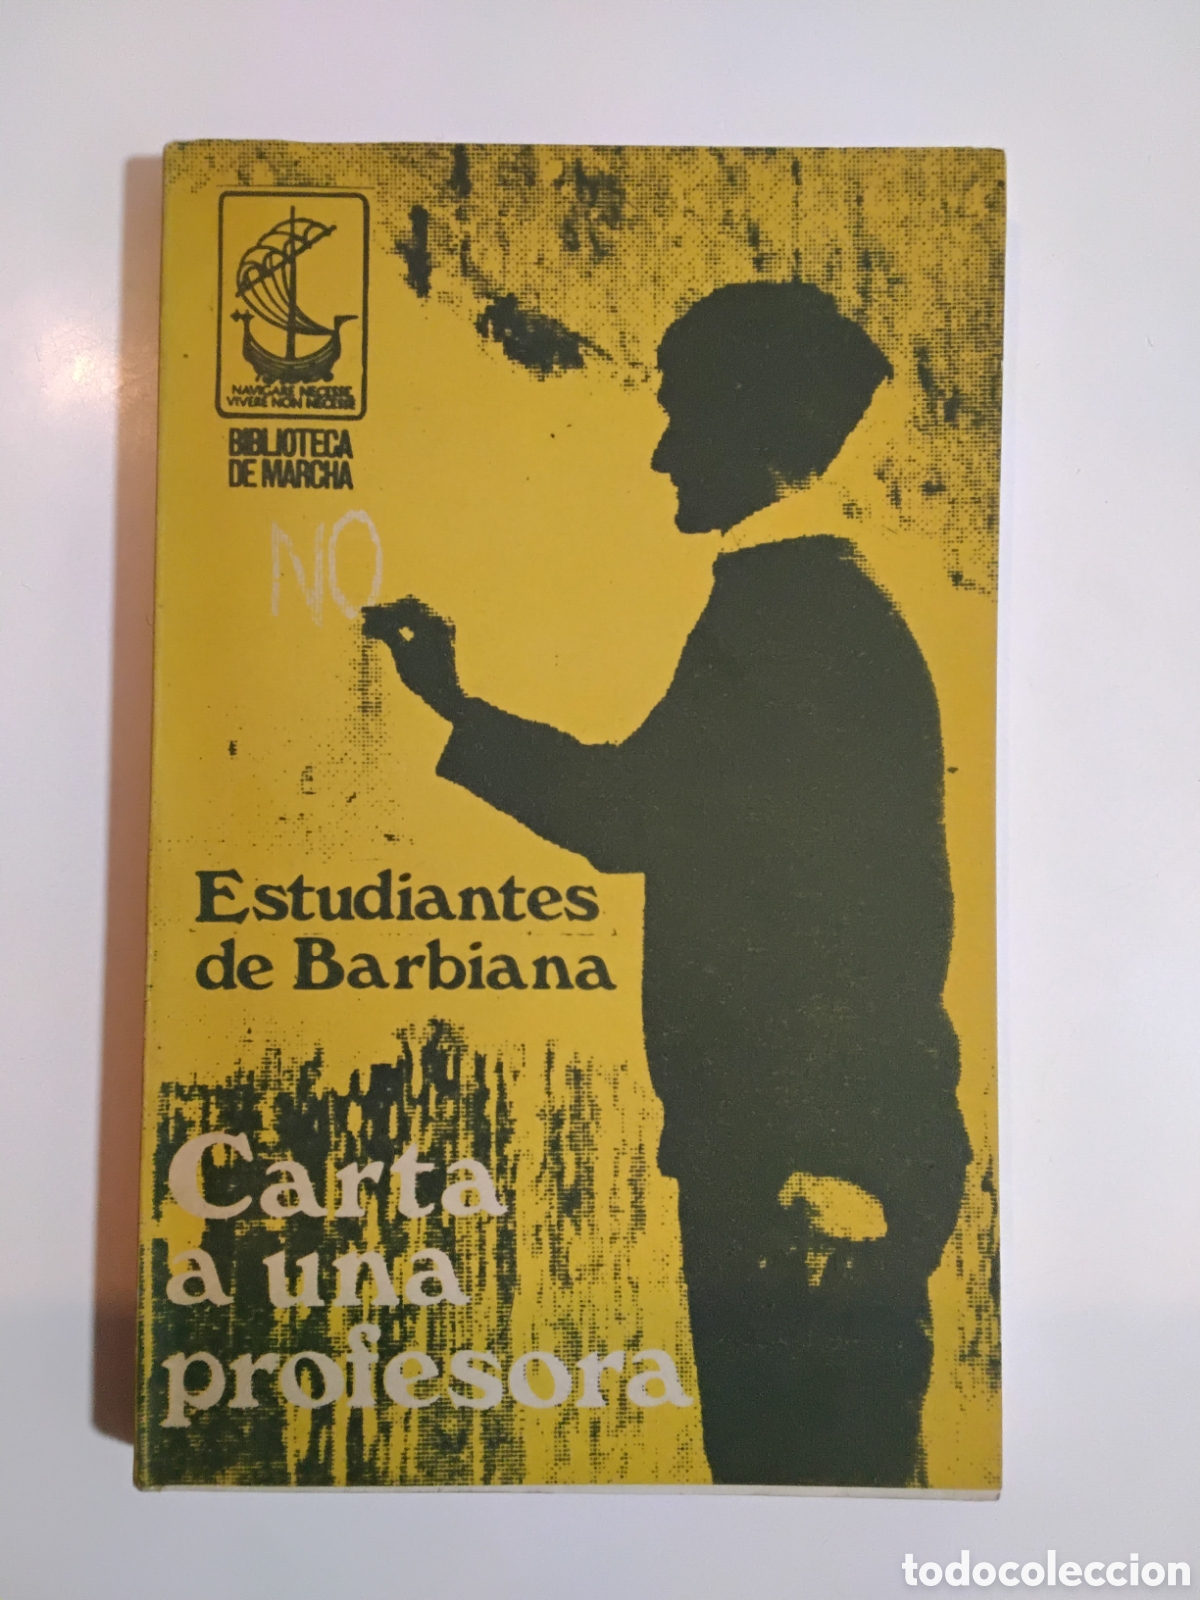 NAVIGARE NECESSE,
VIVERE NON NECESSE
BIBLIOTECA
DE MARCHA
NO
Estudiantes
de Barbiana
Carta
a una
profesora
todocoleccion